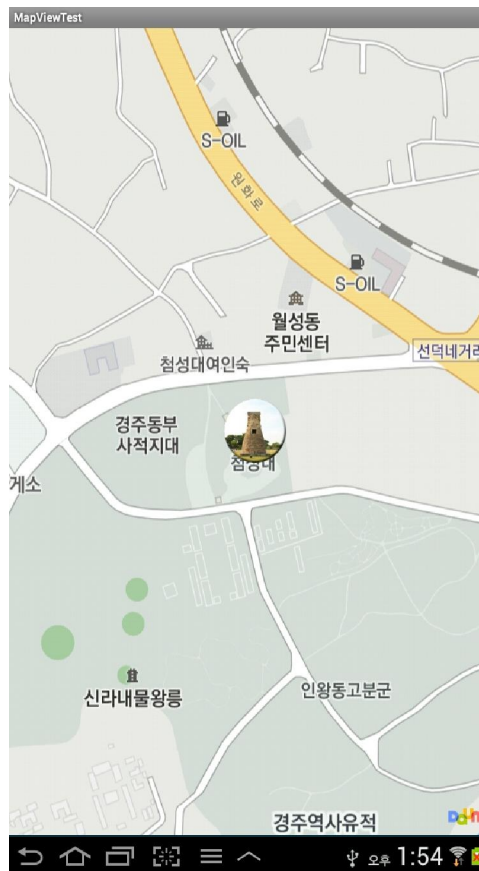 MapViewTest
S-OIL
원화로
S-OIL
월성동
주민센터
선덕네거리
첨성대여인숙
경주동부
사적지대
첨성대
게소
신라내물왕릉
인왕동고분군
경주역사유적
Daum
오후 1:54